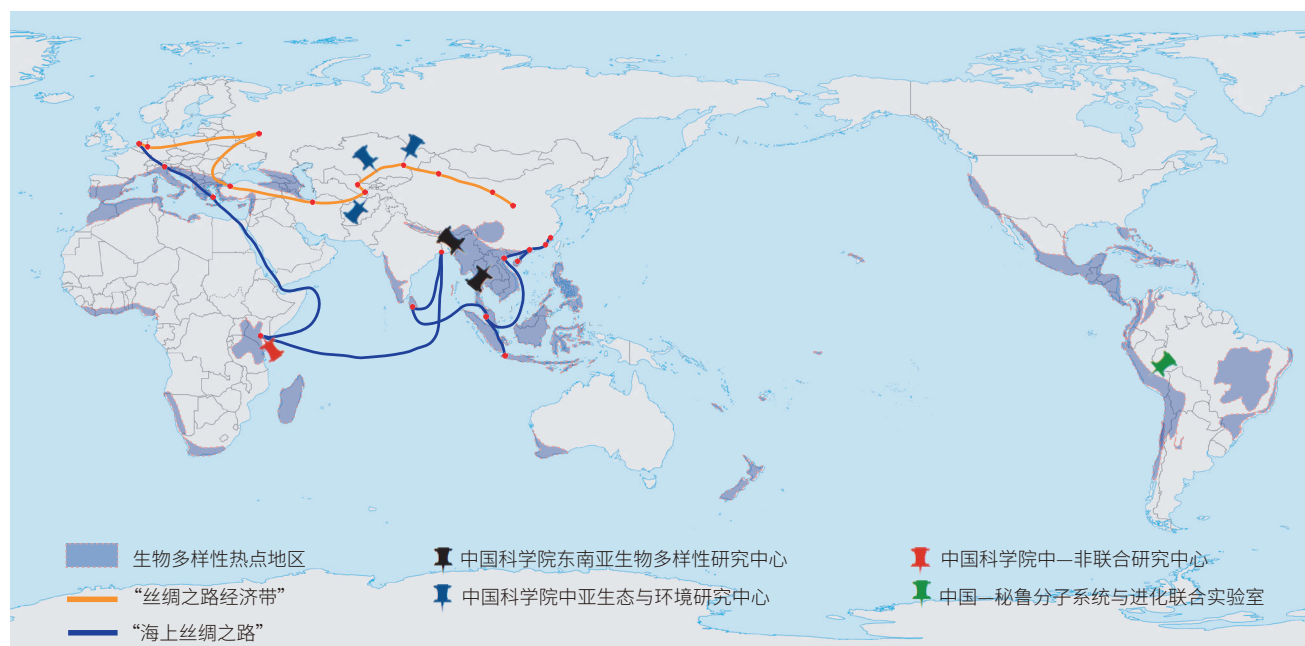 生物多样性热点地区
“丝绸之路经济带”
“海上丝绸之路”
中国科学院东南亚生物多样性研究中心
中国科学院中亚生态与环境研究中心
中国科学院中—非联合研究中心
中国—秘鲁分子系统与进化联合实验室